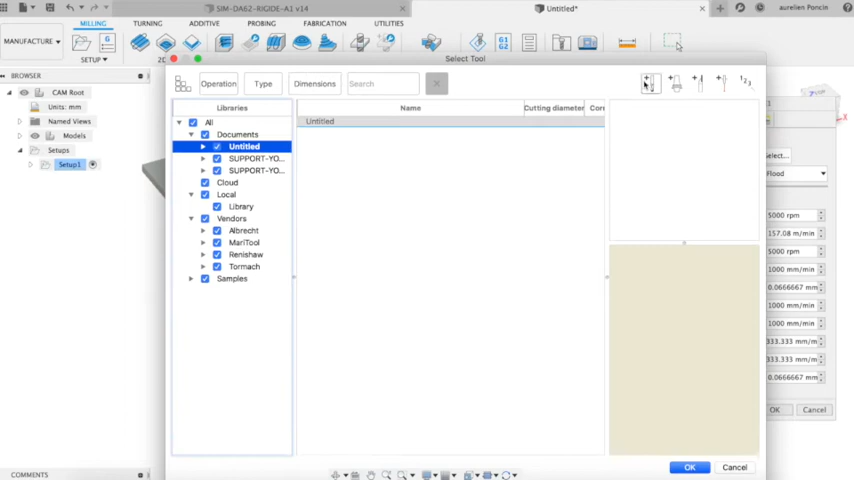 SIM-DA62-RIGIDE-A1 v14
Untitled*
aurelien Poncin
MILLING TURNING ADDITIVE PROBING FABRICATION UTILITIES
MANUFACTURE
G1
G2
SETUP
Select Tool
BROWSER
CAM Root
Units: mm
Named Views
Models
Setups
Setup1
Operation Type Dimensions Search
Libraries
All
Documents
Untitled
SUPPORT-YO...
SUPPORT-YO...
Cloud
Local
Library
Vendors
Albrecht
MariTool
Renishaw
Tormach
Samples
Name Cutting diameter
Untitled
Select...
Flood
5000 rpm
157.08 m/min
5000 rpm
1000 mm/min
0.0666667 mm
1000 mm/min
1000 mm/min
333.333 mm/m
333.333 mm/m
0.0666667 mm
OK Cancel
OK Cancel
COMMENTS